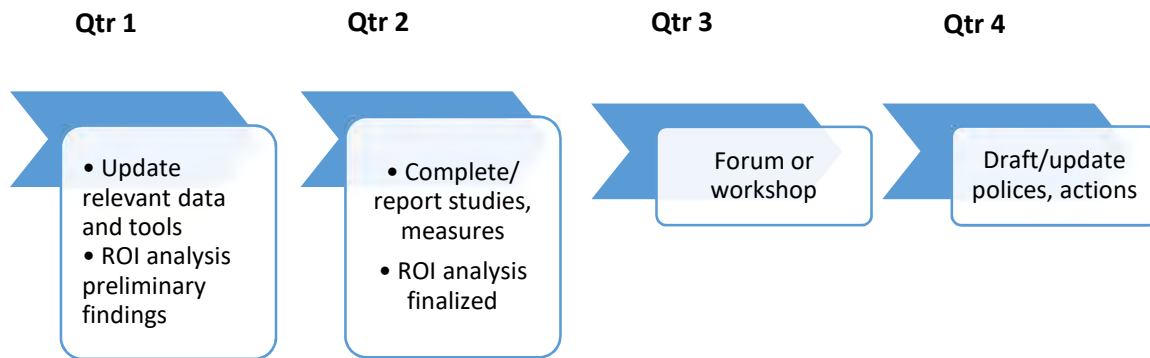 Qtr 1
Qtr 2
Qtr 3
Qtr 4
• Update
relevant data
and tools
• ROI analysis
preliminary
findings
• Complete/
report studies,
measures
• ROI analysis
finalized
Forum or
workshop
Draft/update
polices, actions